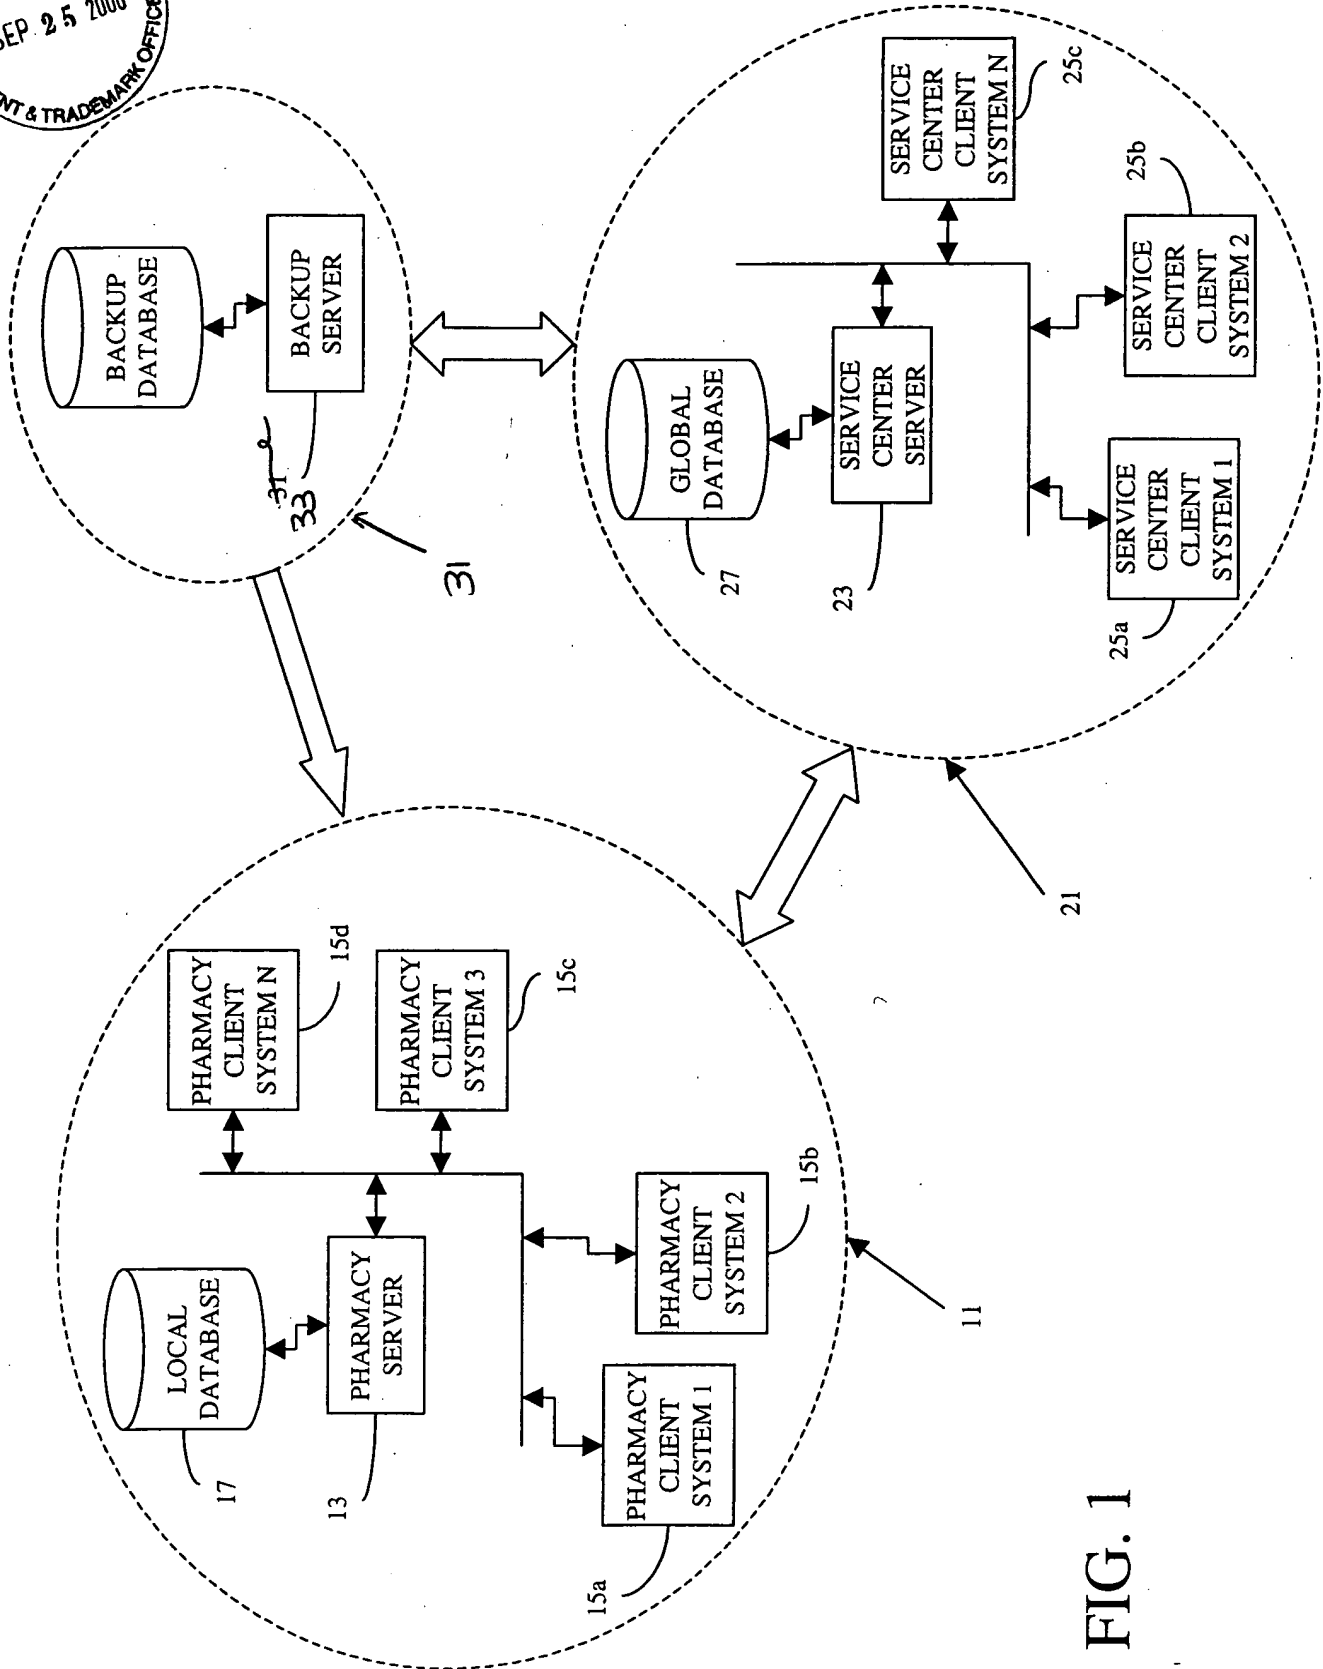 SEP. 25 2000
ENT & TRADEMARK OFFICE
BACKUP
DATABASE
BACKUP
SERVER
31
33
31
GLOBAL
DATABASE
27
SERVICE
CENTER
SERVER
23
SERVICE
CENTER
CLIENT
SYSTEM N
25c
SERVICE
CENTER
CLIENT
SYSTEM 2
25b
SERVICE
CENTER
CLIENT
SYSTEM 1
25a
21
LOCAL
DATABASE
17
PHARMACY
SERVER
13
PHARMACY
CLIENT
SYSTEM N
15d
PHARMACY
CLIENT
SYSTEM 3
15c
PHARMACY
CLIENT
SYSTEM 2
15b
PHARMACY
CLIENT
SYSTEM 1
15a
11
FIG. 1